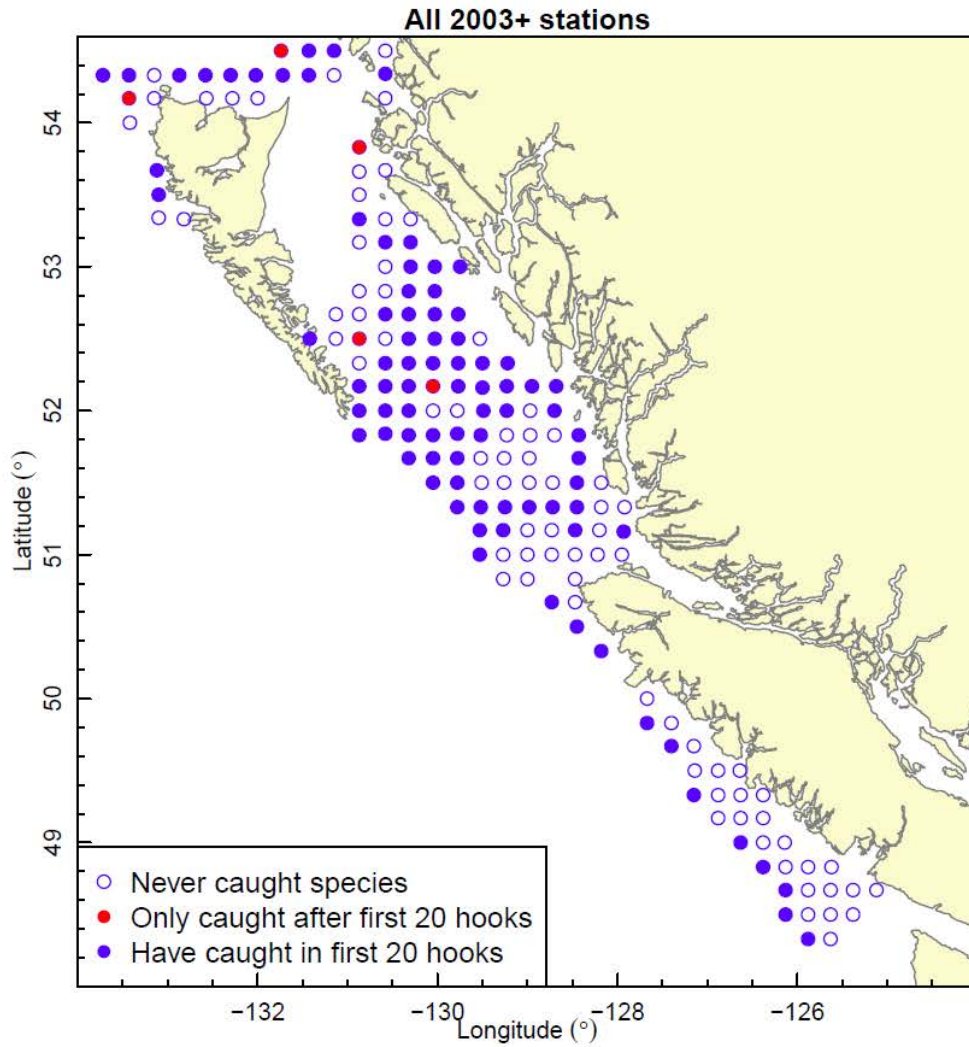 All 2003+ stations
54
53
52
51
50
49
Latitude (°)
Never caught species
Only caught after first 20 hooks
Have caught in first 20 hooks
−132
−130
−128
−126
Longitude (°)